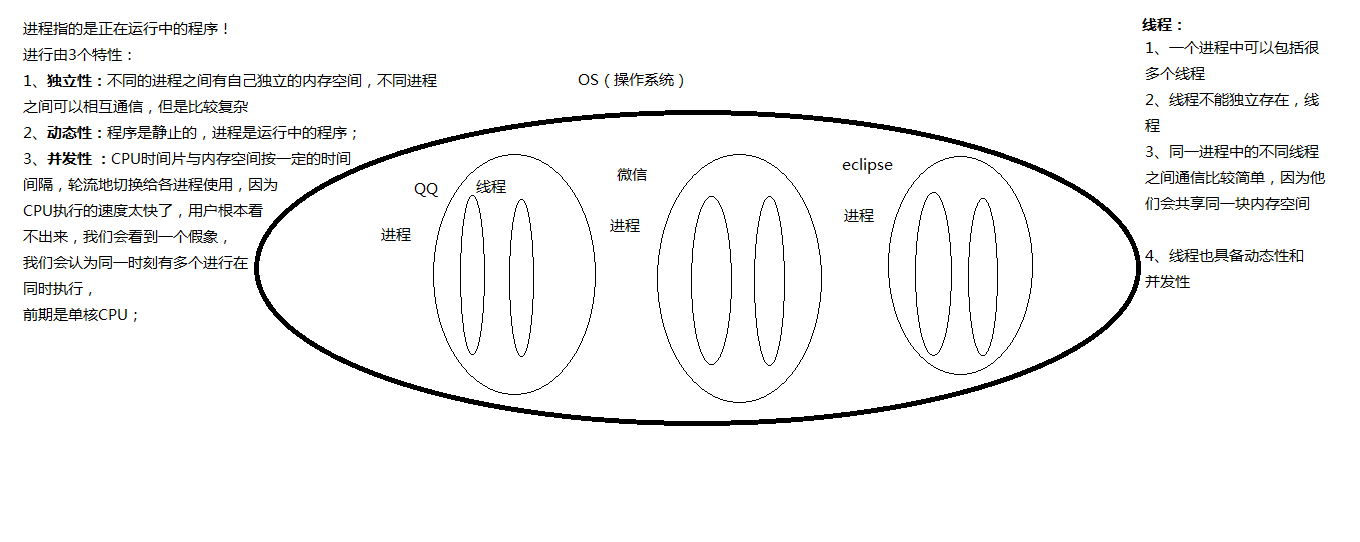 进程指的是正在运行中的程序！
进行由3个特性：
1、独立性：不同的进程之间有自己独立的内存空间，不同进程
之间可以相互通信，但是比较复杂
2、动态性：程序是静止的，进程是运行中的程序；
3、并发性 ：CPU时间片与内存空间按一定的时间
间隔，轮流地切换给各进程使用，因为
CPU执行的速度太快了，用户根本看
不出来，我们会看到一个假象，
我们会认为同一时刻有多个进行在
同时执行，
前期是单核CPU；
OS（操作系统）
QQ
线程
进程
微信
进程
eclipse
进程
线程：
1、一个进程中可以包括很
多个线程
2、线程不能独立存在，线
程
3、同一进程中的不同线程
之间通信比较简单，因为他
们会共享同一块内存空间
4、线程也具备动态性和
并发性